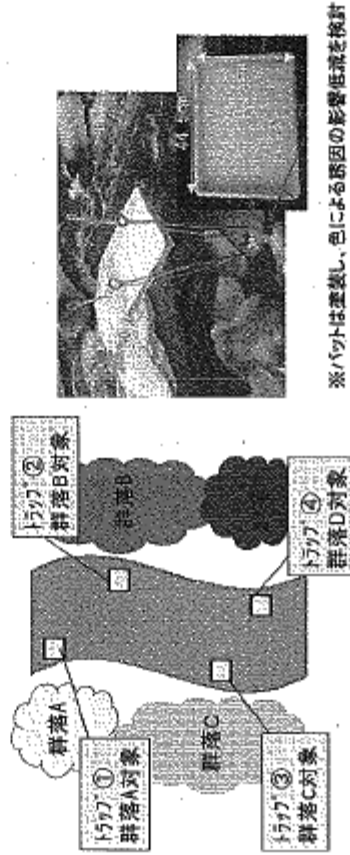 トラップ①
群落A対象
トラップ②
群落B対象
群落A
群落B
群落C
トラップ③
群落C対象
トラップ④
群落D対象
※バットは塗装し、色による誘因の影響低減を検討